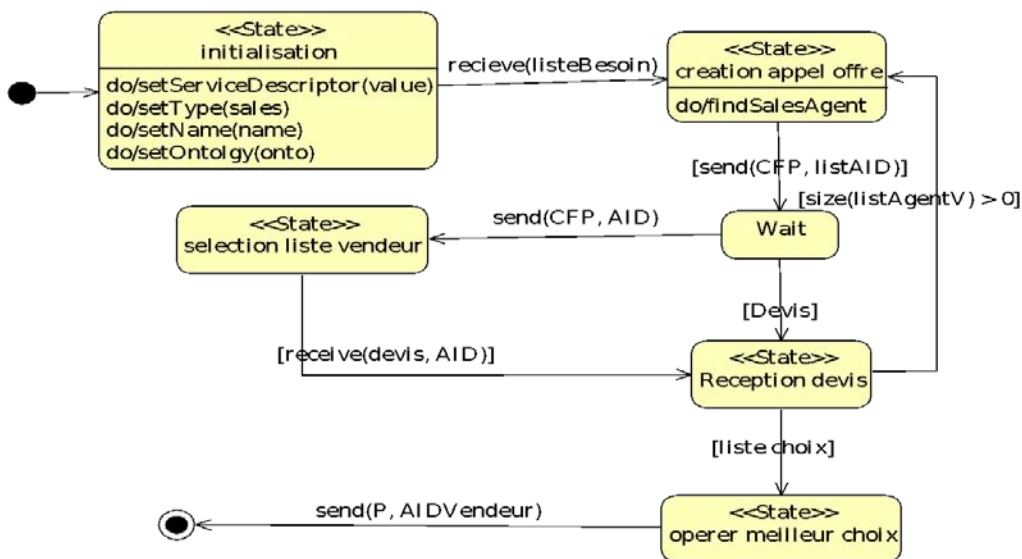 <<State>>
initialisation
do/setServiceDescriptor(value)
do/setType(sales)
do/setName(name)
do/setOntolgy(onto)
recieve(listeBesoin)
<<State>>
creation appel offre
do/findSalesAgent
[send(CFP, listAID)]
[size(listAgentV) > 0]
<<State>>
selection liste vendeur
send(CFP, AID)
Wait
[Devis]
[receive(devis, AID)]
<<State>>
Reception devis
[liste choix]
send(P, AIDVendeur)
<<State>>
operer meilleur choix